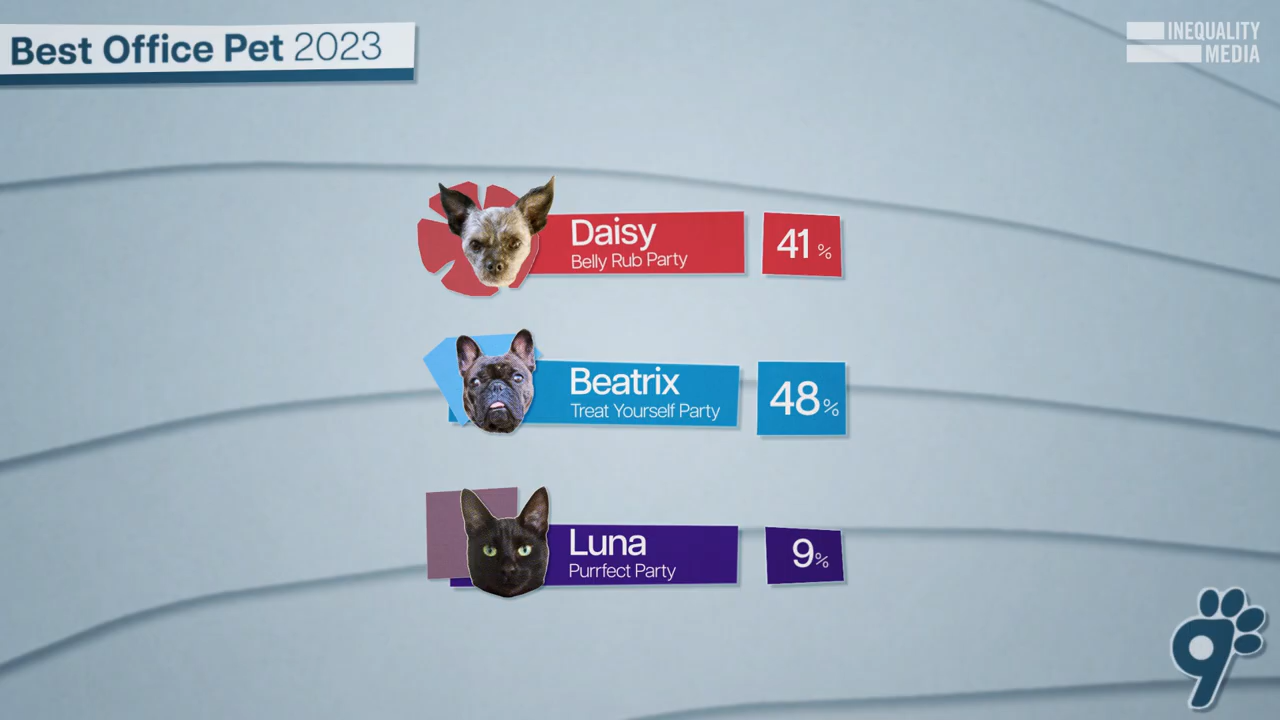 Best Office Pet 2023
INEQUALITY
MEDIA
Daisy
Belly Rub Party
41 %
Beatrix
Treat Yourself Party
48%
Luna
Purrfect Party
9%
9